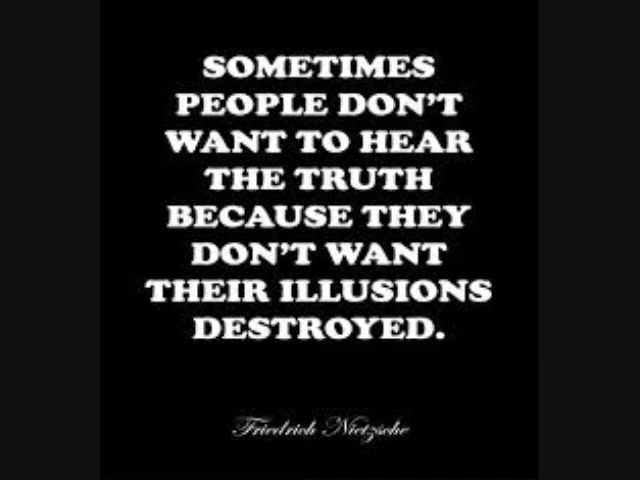 SOMETIMES
PEOPLE DON'T
WANT TO HEAR
THE TRUTH
BECAUSE THEY
DON'T WANT
THEIR ILLUSIONS
DESTROYED.
Friedrich Nietzsche